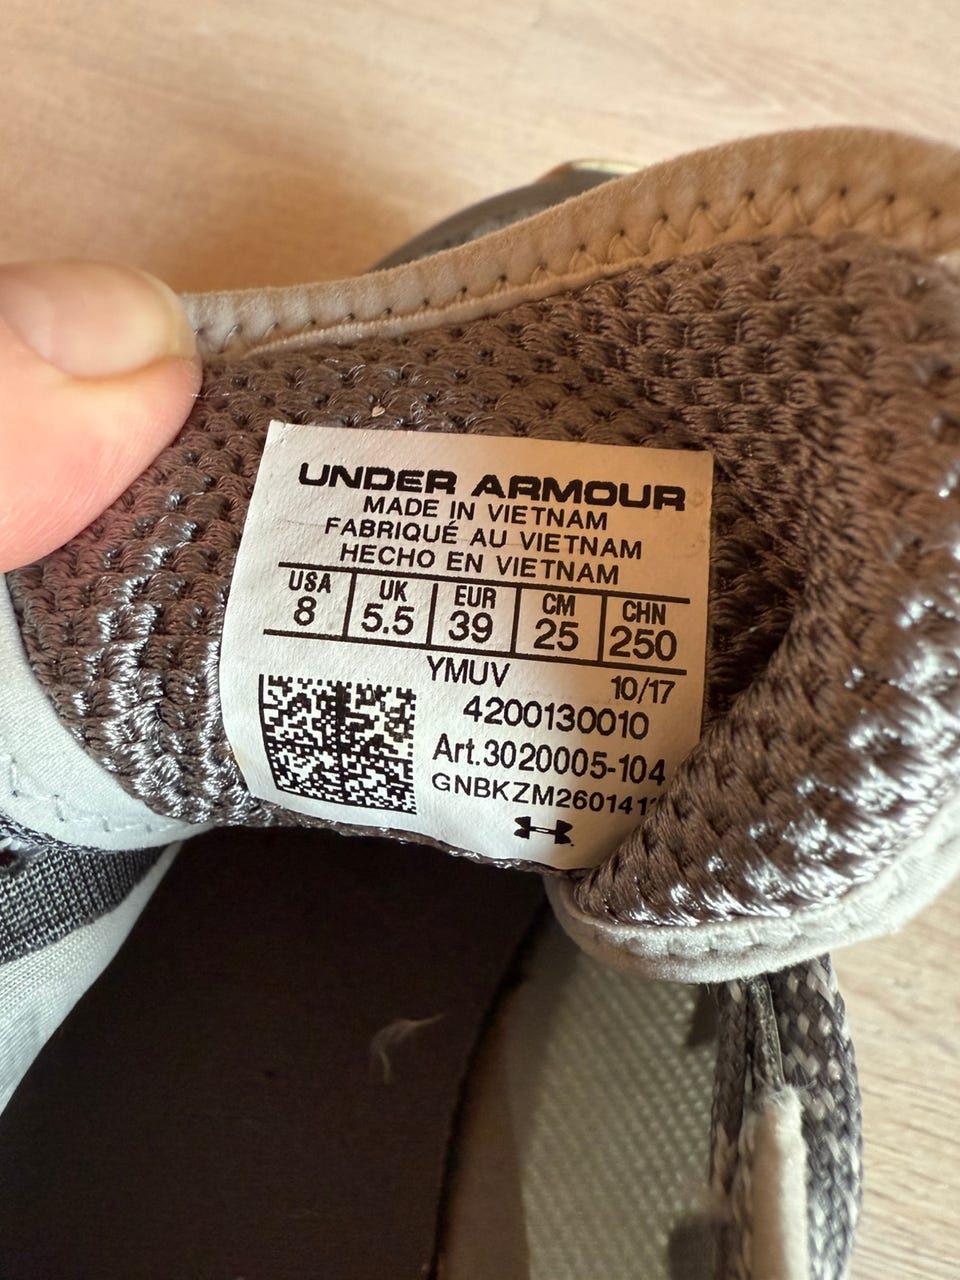 UNDER ARMOUR
MADE IN VIETNAM
FABRIQUÉ AU VIETNAM
HECHO EN VIETNAM
USA UK EUR CM CHN
8 5.5 39 25 250
YMUV 10/17
4200130010
Art.3020005-104